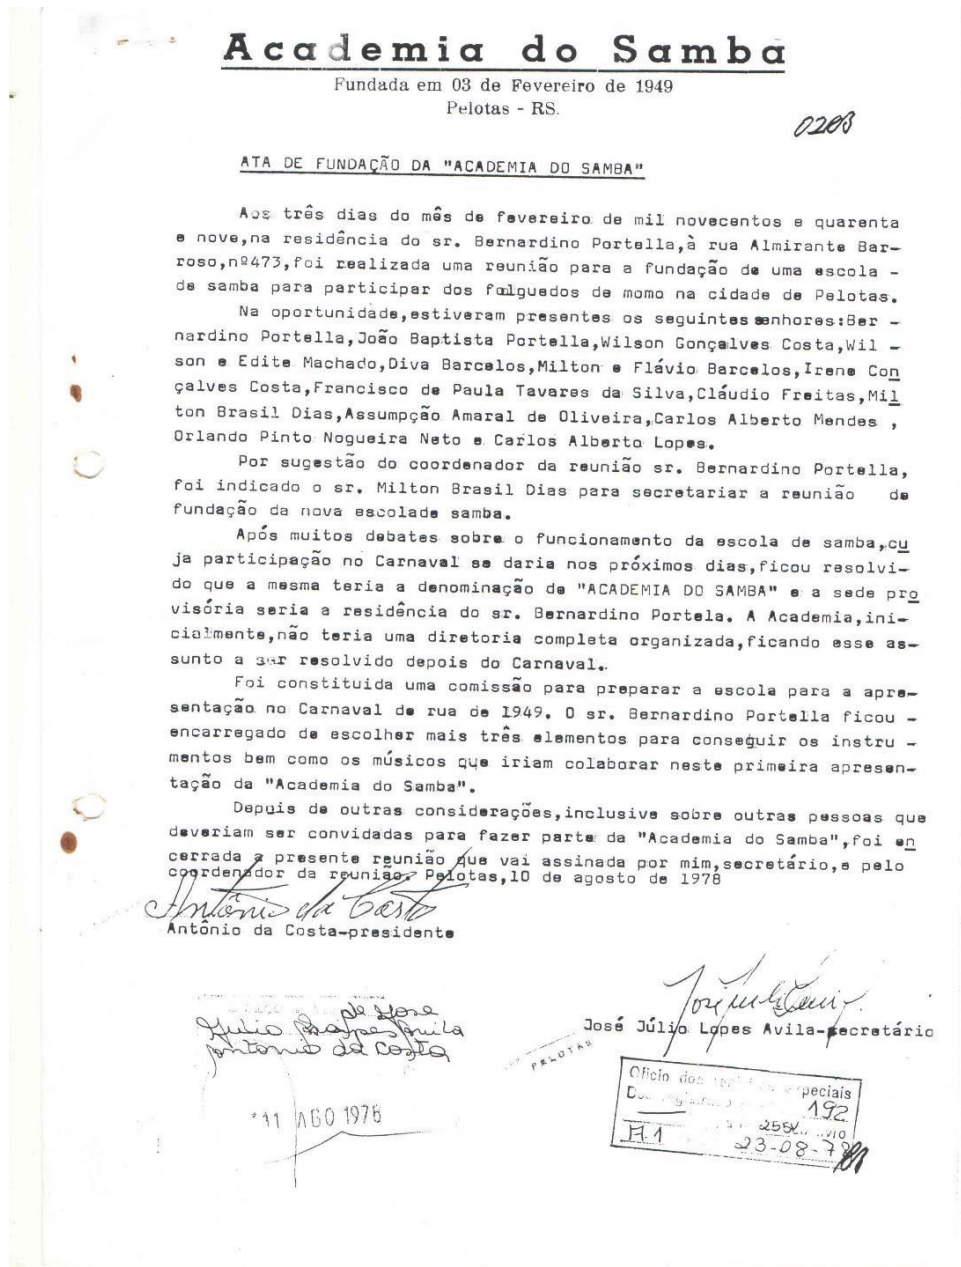 Academia do Samba
Fundada em 03 de Fevereiro de 1949
Pelotas - RS.
ATA DE FUNDAÇÃO DA "ACADEMIA DO SAMBA"
Aos três dias do mês de fevereiro de mil novecentos e quarenta
e nove,na residência do sr. Bernardino Portella,à rua Almirante Bar-
roso,nº473,foi realizada uma reunião para a fundação de uma escola -
de samba para participar dos folguedos de momo na cidade de Pelotas.
Na oportunidade,estiveram presentes os seguintes senhores:Ber -
nardino Portella,João Baptista Portella,Wilson Gonçalves Costa,Wil -
son e Edite Machado,Diva Barcelos,Milton e Flávio Barcelos,Irene Con
çalves Costa,Francisco de Paula Tavares da Silva,Cláudio Freitas,Mil
ton Brasil Dias,Assumpção Amaral de Oliveira,Carlos Alberto Mendes ,
Orlando Pinto Nogueira Neto e Carlos Alberto Lopes.
Por sugestão do coordenador da reunião sr. Bernardino Portella,
foi indicado o sr. Milton Brasil Dias para secretariar a reunião de
fundação da nova escolade samba.
Após muitos debates sobre o funcionamento da escola de samba,cu
ja participação no Carnaval se daria nos próximos dias,ficou resolvi-
do que a mesma teria a denominação de "ACADEMIA DO SAMBA" e a sede pro
visória seria a residência do sr. Bernardino Portela. A Academia,ini-
cialmente,não teria uma diretoria completa organizada,ficando esse as-
sunto a ser resolvido depois do Carnaval.
Foi constituida uma comissão para preparar a escola para a apre-
sentação no Carnaval de rua de 1949. O sr. Bernardino Portella ficou -
encarregado de escolher mais três elementos para conseguir os instru -
mentos bem como os músicos que iriam colaborar neste primeira apresen-
tação da "Academia do Samba".
Depuis de outras considerações,inclusive sobre outras pessoas que
deveriam ser convidadas para fazer parte da "Academia do Samba",foi en
cerrada a presente reunião que vai assinada por mim,secretário,e pelo
coordenador da reunião. Pelotas,10 de agosto de 1978
Antônio da Costa
Antônio da Costa-presidente
de Jose
Julio Lopes Avila
Antonio da Costa
José Júlio Lopes Avila-secretário
PELOTAS
Oficio dos especiais
192
255
A.1
23-08-78
11 AGO 1978